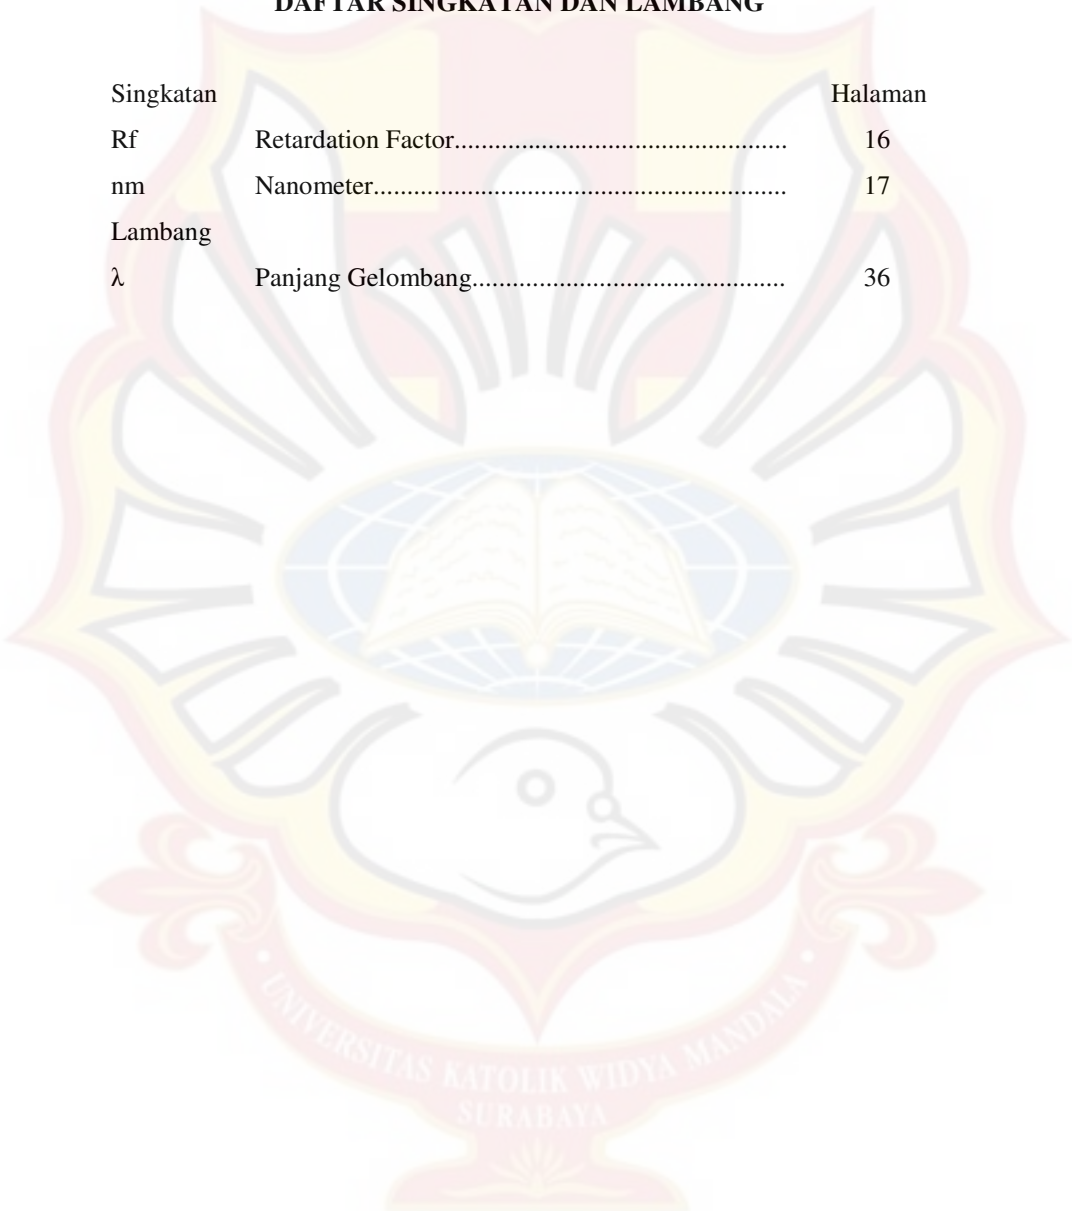 DAFTAR SINGKATAN DAN LAMBANG
Singkatan Halaman
Rf Retardation Factor................................................. 16
nm Nanometer............................................................. 17
Lambang
λ Panjang Gelombang.............................................. 36
UNIVERSITAS KATOLIK WIDYA MANDALA
SURABAYA